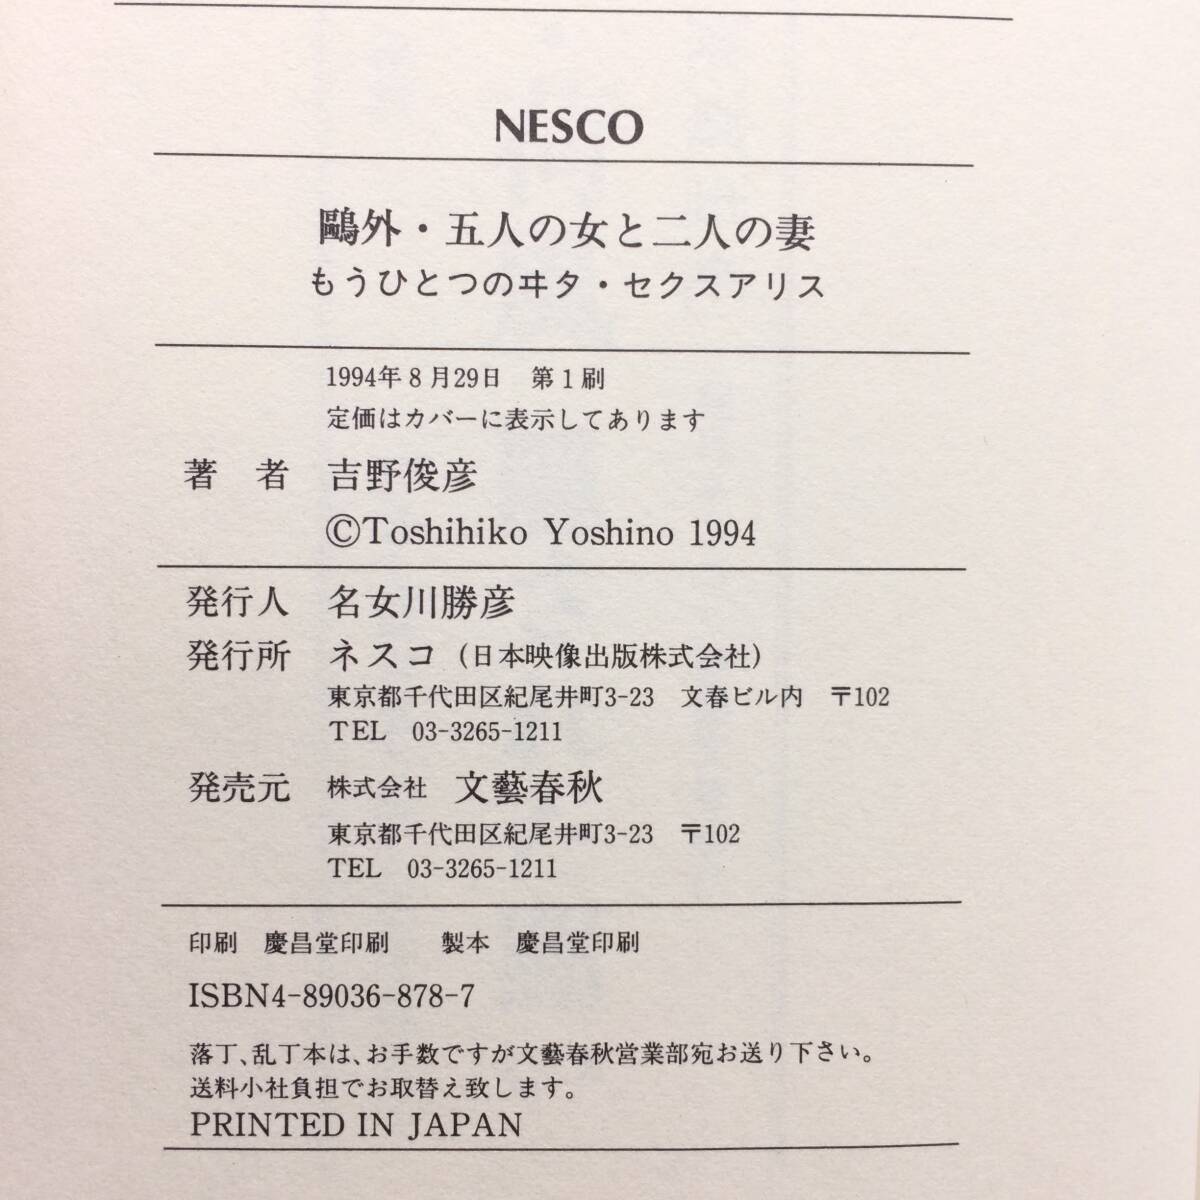 NESCO
鷗外・五人の女と二人の妻
もうひとつのヰタ・セクスアリス
1994年8月29日　第1刷
定価はカバーに表示してあります
著　者　吉野俊彦
©Toshihiko Yoshino 1994
発行人　名女川勝彦
発行所　ネスコ（日本映像出版株式会社）
東京都千代田区紀尾井町3-23　文春ビル内　〒102
TEL　03-3265-1211
発売元　株式会社　文藝春秋
東京都千代田区紀尾井町3-23　〒102
TEL　03-3265-1211
印刷　慶昌堂印刷　　製本　慶昌堂印刷
ISBN4-89036-878-7
落丁、乱丁本は、お手数ですが文藝春秋営業部宛お送り下さい。
送料小社負担でお取替え致します。
PRINTED IN JAPAN